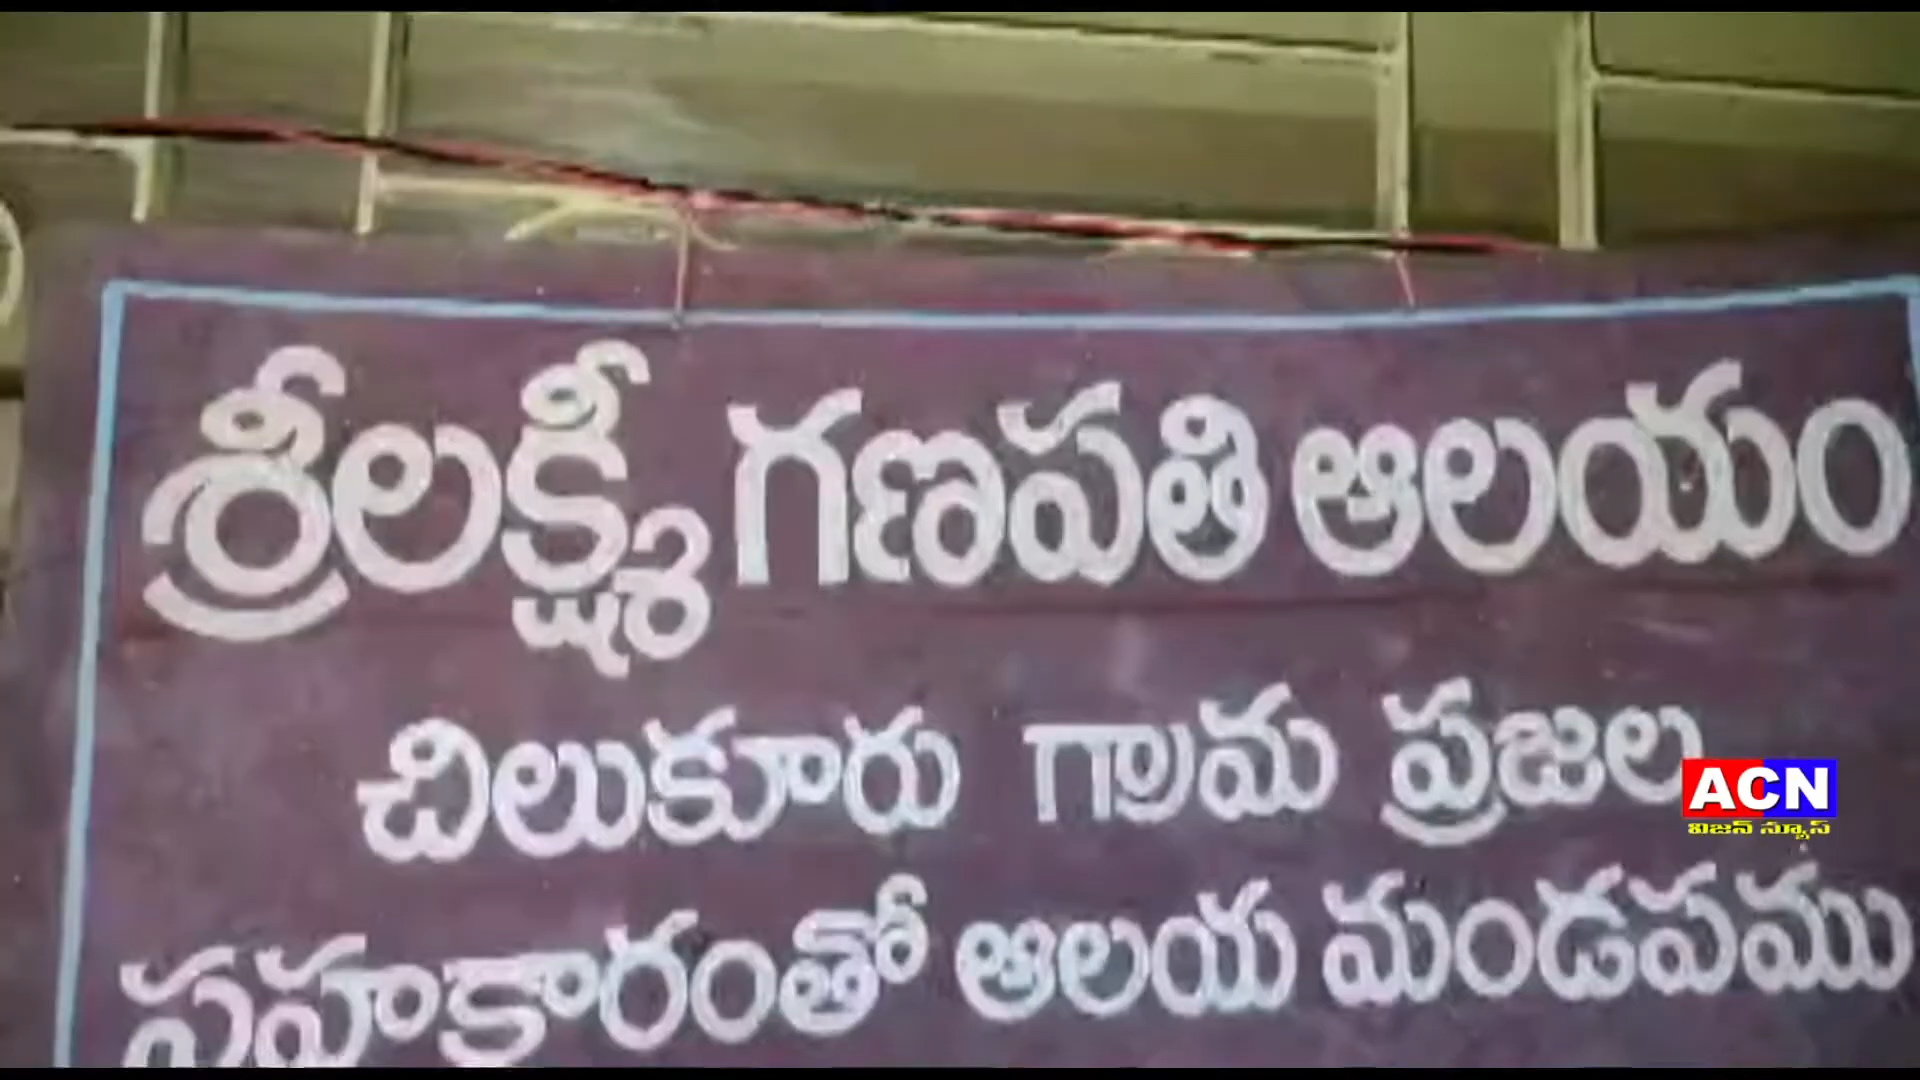 శ్రీలక్ష్మీ గణపతి ఆలయం
చిలుకూరు గ్రామ ప్రజల
సహకారంతో ఆలయ మండపము
ACN
విజన్ న్యూస్